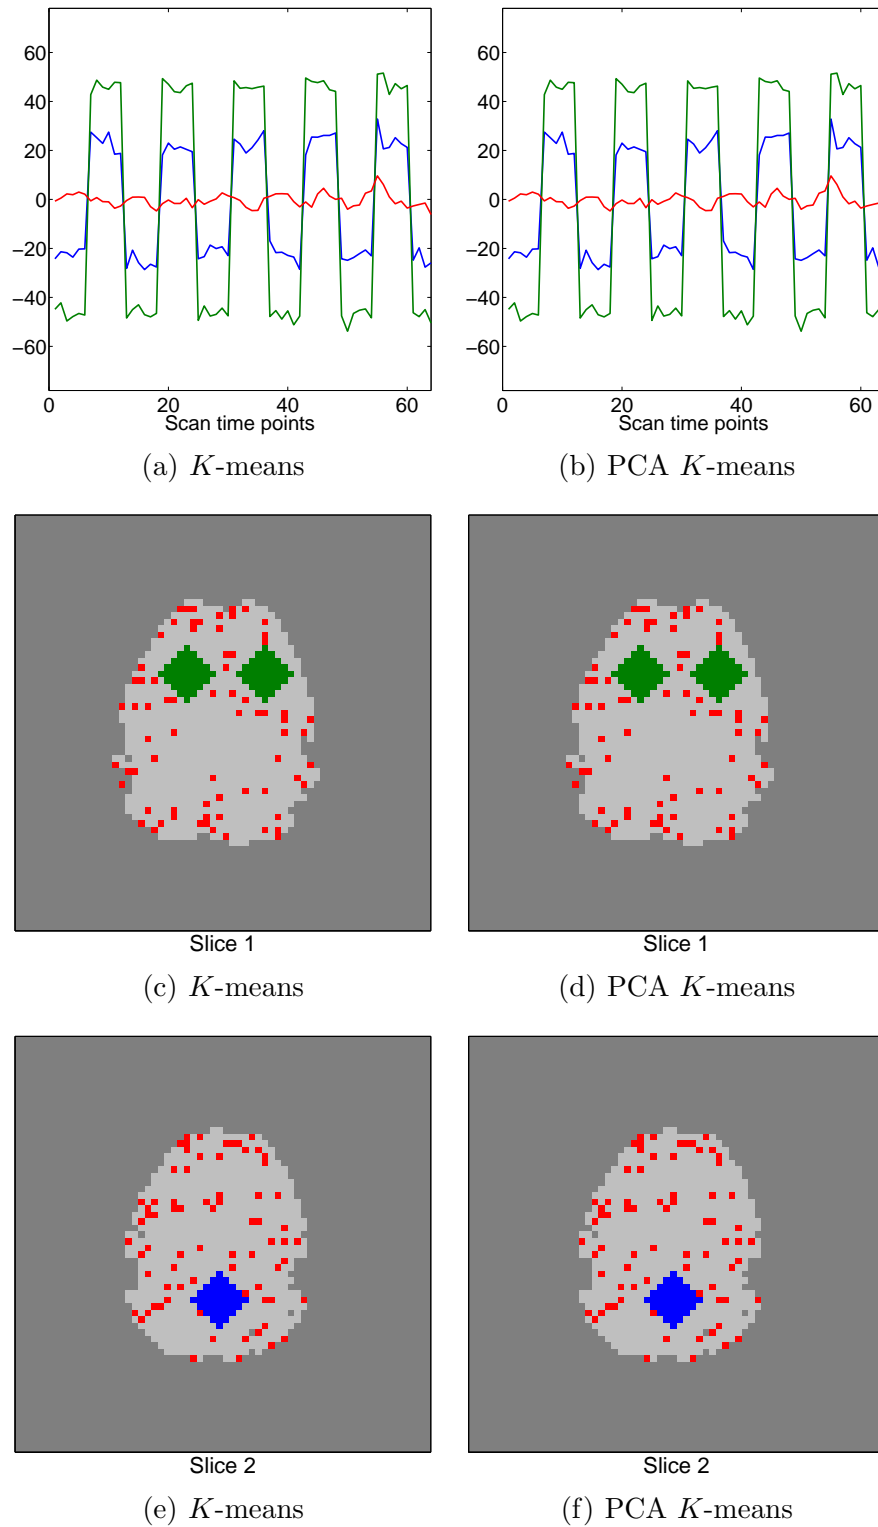 60
40
20
0
−20
−40
−60
0 20 40 60
Scan time points
(a) K-means
60
40
20
0
−20
−40
−60
0 20 40 60
Scan time points
(b) PCA K-means
Slice 1
(c) K-means
Slice 1
(d) PCA K-means
Slice 2
(e) K-means
Slice 2
(f) PCA K-means